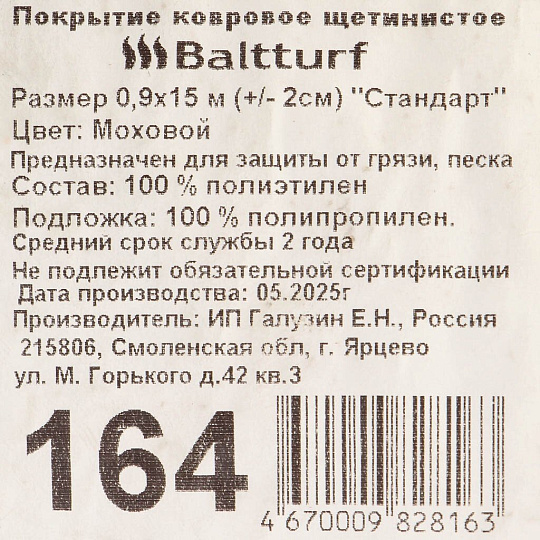 Покрытие ковровое щетинистое
Baltturf
Размер 0,9х15 м (+/- 2см) "Стандарт"
Цвет: Моховой
Предназначен для защиты от грязи, песка
Состав: 100 % полиэтилен
Подложка: 100 % полипропилен.
Средний срок службы 2 года
Не подлежит обязательной сертификации
Дата производства: 05.2025г
Производитель: ИП Галузин Е.Н., Россия
215806, Смоленская обл, г. Ярцево
ул. М. Горького д.42 кв.3
164
4 670009 828163